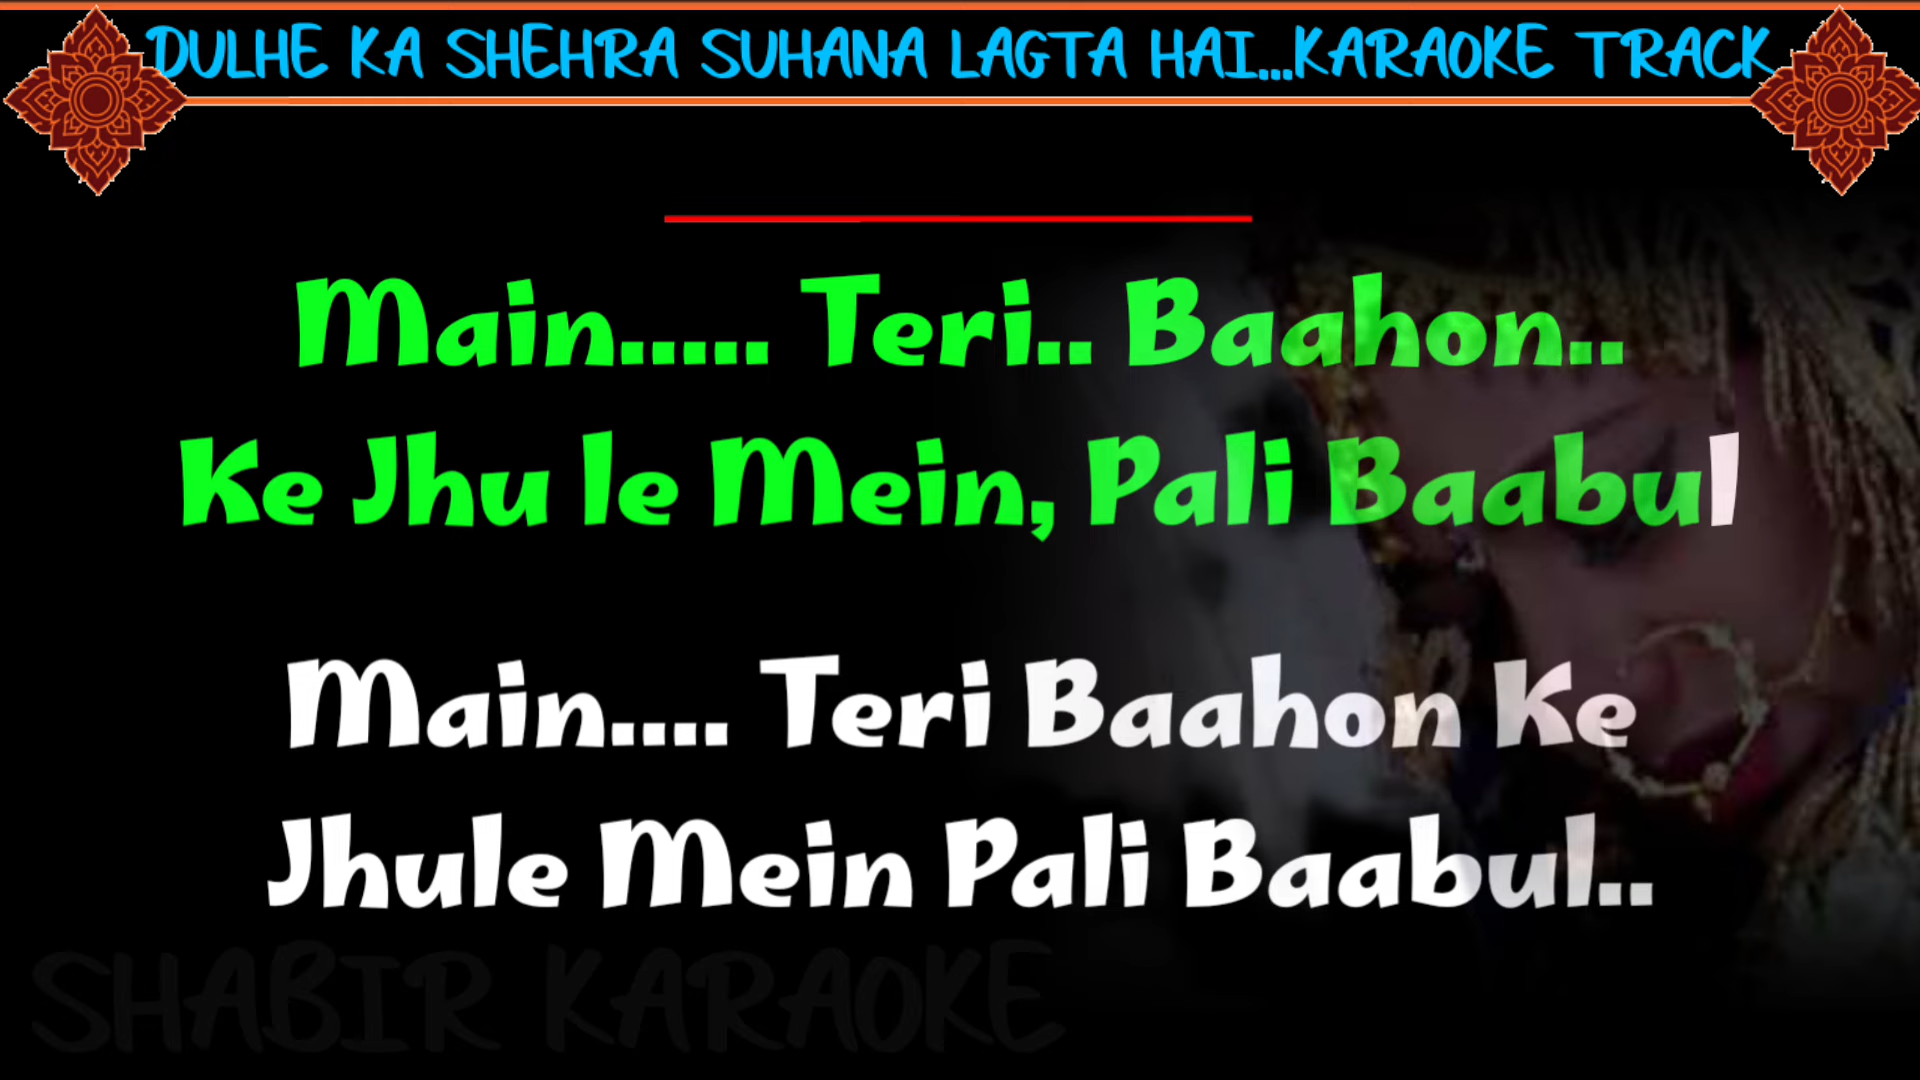 DULHE KA SHEHRA SUHANA LAGTA HAI...KARAOKE TRACK
Main..... Teri.. Baahon..
Ke Jhu le Mein, Pali Baabul
Main.... Teri Baahon Ke
Jhule Mein Pali Baabul..
SHABIR KARAOKE